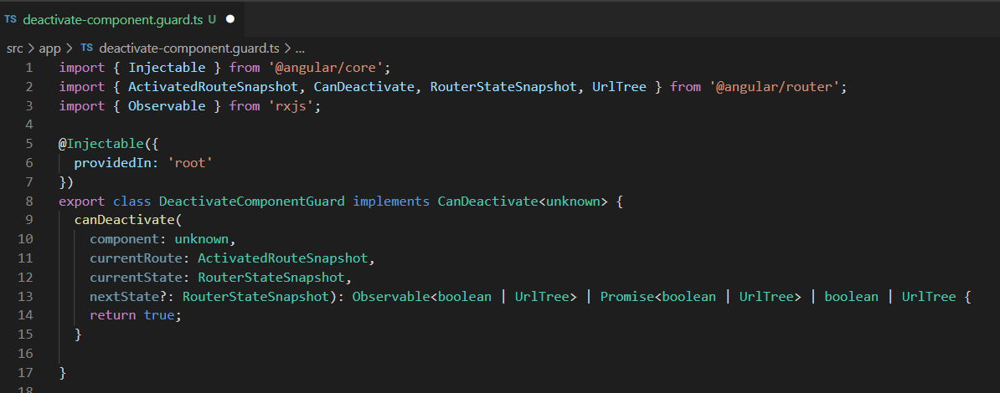 TS deactivate-component.guard.ts U ●
src > app > TS deactivate-component.guard.ts > ...
1 import { Injectable } from '@angular/core';
2 import { ActivatedRouteSnapshot, CanDeactivate, RouterStateSnapshot, UrlTree } from '@angular/router';
3 import { Observable } from 'rxjs';
4
5 @Injectable({
6   providedIn: 'root'
7 })
8 export class DeactivateComponentGuard implements CanDeactivate<unknown> {
9   canDeactivate(
10     component: unknown,
11     currentRoute: ActivatedRouteSnapshot,
12     currentState: RouterStateSnapshot,
13     nextState?: RouterStateSnapshot): Observable<boolean | UrlTree> | Promise<boolean | UrlTree> | boolean | UrlTree {
14     return true;
15   }
16
17 }
18